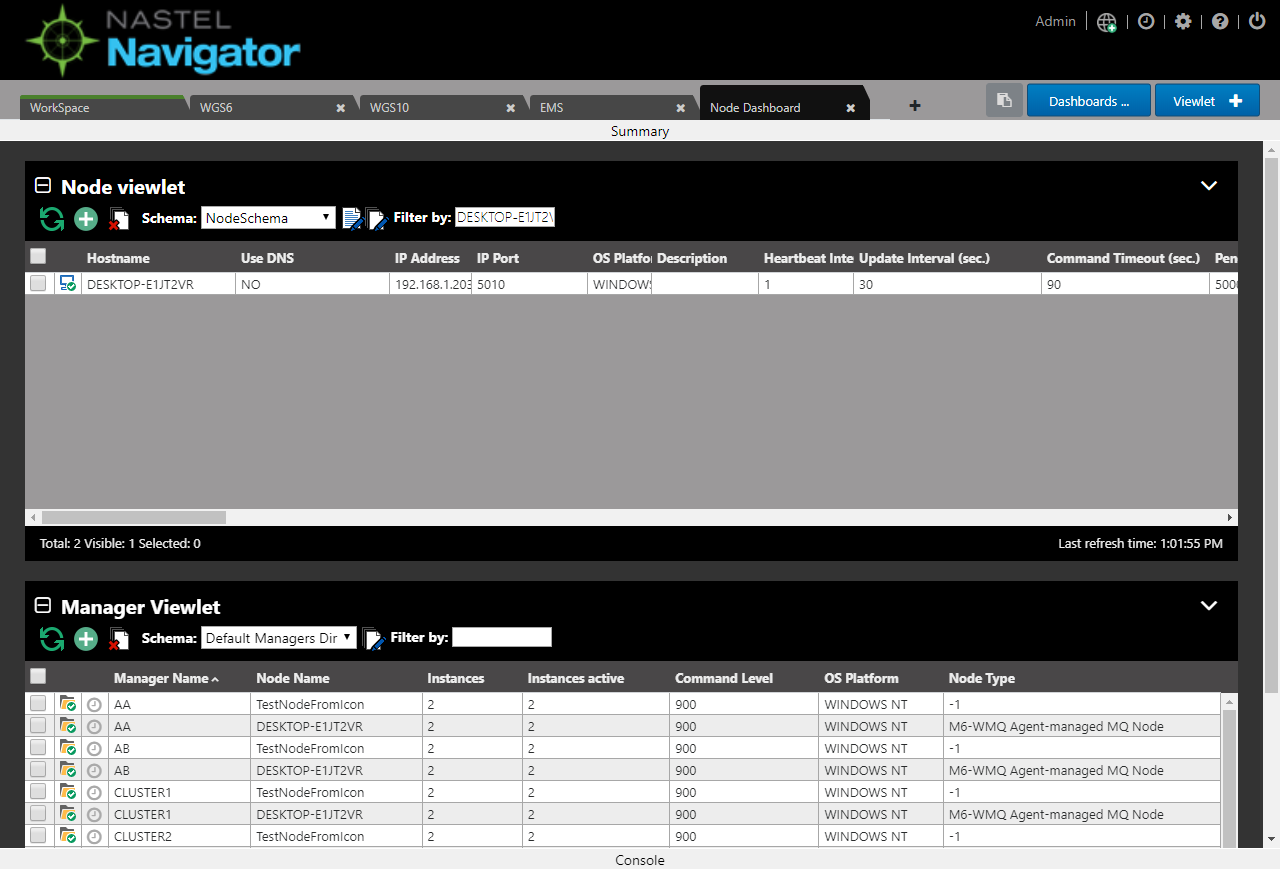 NASTEL
Navigator
Admin
WorkSpace WGS6 WGS10 EMS Node Dashboard Dashboards ... Viewlet
Summary
Node viewlet
Schema: NodeSchema Filter by: DESKTOP-E1JT2V
Hostname Use DNS IP Address IP Port OS Platfo Description Heartbeat Inte Update Interval (sec.) Command Timeout (sec.) Pen
DESKTOP-E1JT2VR NO 192.168.1.203 5010 WINDOWS 1 30 90 5000
Total: 2 Visible: 1 Selected: 0 Last refresh time: 1:01:55 PM
Manager Viewlet
Schema: Default Managers Dir Filter by:
Manager Name Node Name Instances Instances active Command Level OS Platform Node Type
AA TestNodeFromIcon 2 2 900 WINDOWS NT -1
AA DESKTOP-E1JT2VR 2 2 900 WINDOWS NT M6-WMQ Agent-managed MQ Node
AB TestNodeFromIcon 2 2 900 WINDOWS NT -1
AB DESKTOP-E1JT2VR 2 2 900 WINDOWS NT M6-WMQ Agent-managed MQ Node
CLUSTER1 TestNodeFromIcon 2 2 900 WINDOWS NT -1
CLUSTER1 DESKTOP-E1JT2VR 2 2 900 WINDOWS NT M6-WMQ Agent-managed MQ Node
CLUSTER2 TestNodeFromIcon 2 2 900 WINDOWS NT -1
Console